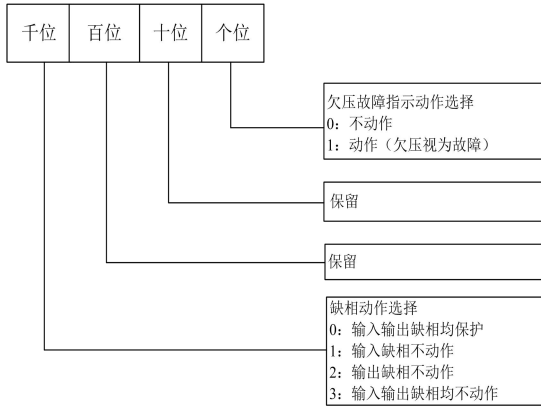 千位 百位 十位 个位
欠压故障指示动作选择
0：不动作
1：动作（欠压视为故障）
保留
保留
缺相动作选择
0：输入输出缺相均保护
1：输入缺相不动作
2：输出缺相不动作
3：输入输出缺相均不动作